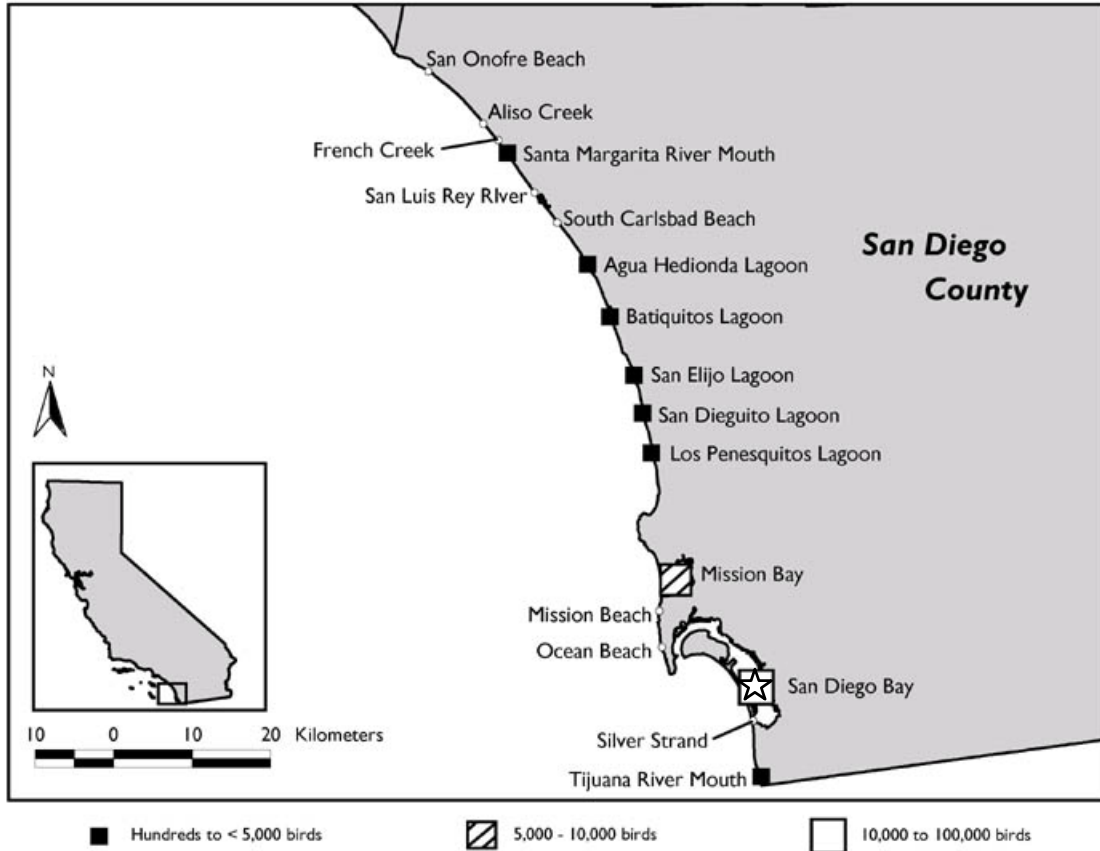 San Onofre Beach
Aliso Creek
French Creek
Santa Margarita River Mouth
San Luis Rey RIver
South Carlsbad Beach
San Diego
County
Agua Hedionda Lagoon
Batiquitos Lagoon
N
San Elijo Lagoon
San Dieguito Lagoon
Los Penesquitos Lagoon
Mission Bay
Mission Beach
Ocean Beach
San Diego Bay
10 0 10 20 Kilometers
Silver Strand
Tijuana River Mouth
Hundreds to < 5,000 birds
5,000 - 10,000 birds
10,000 to 100,000 birds